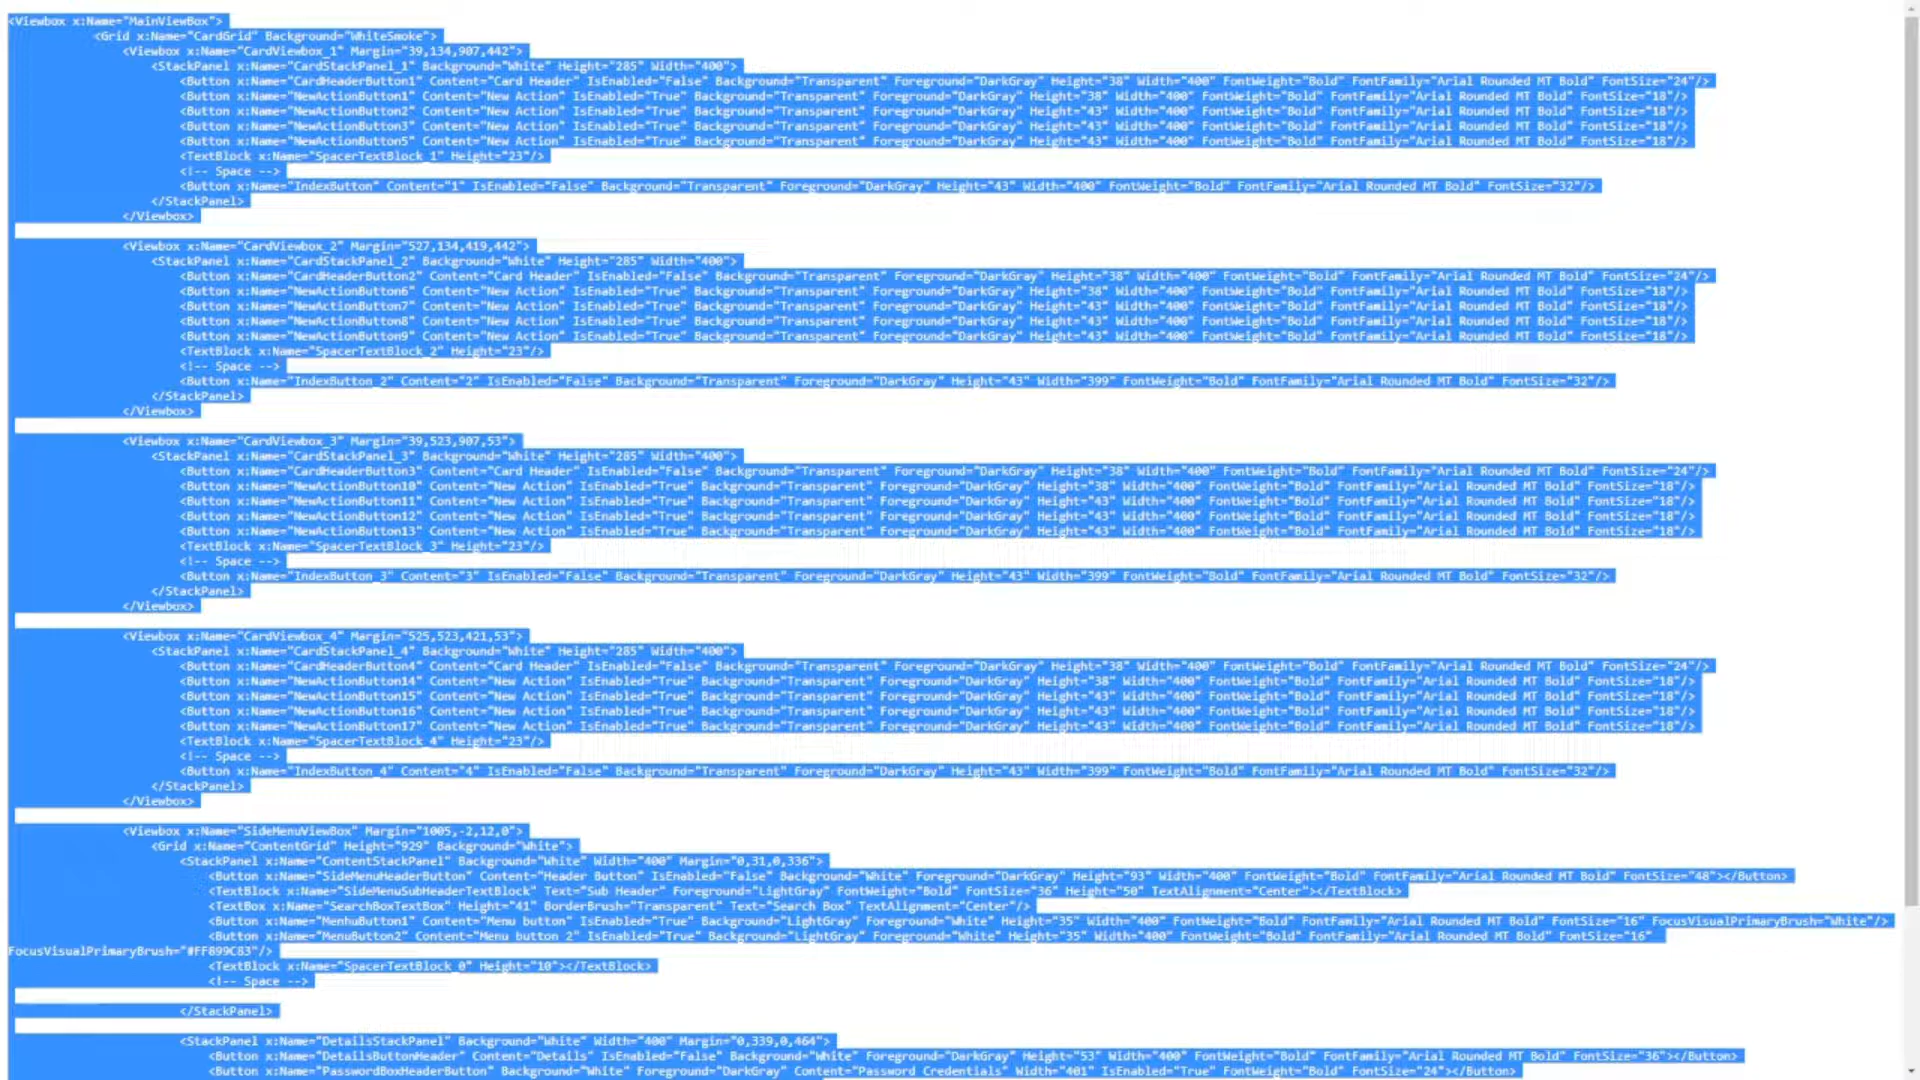 <Viewbox x:Name="MainViewBox">
<Grid x:Name="CardGrid" Background="WhiteSmoke">
<Viewbox x:Name="CardViewbox_1" Margin="39,134,907,442">
<StackPanel x:Name="CardStackPanel_1" Background="White" Height="285" Width="400">
<Button x:Name="CardHeaderButton1" Content="Card Header" IsEnabled="False" Background="Transparent" Foreground="DarkGray" Height="38" Width="400" FontWeight="Bold" FontFamily="Arial Rounded MT Bold" FontSize="24"/>
<Button x:Name="NewActionButton1" Content="New Action" IsEnabled="True" Background="Transparent" Foreground="DarkGray" Height="38" Width="400" FontWeight="Bold" FontFamily="Arial Rounded MT Bold" FontSize="18"/>
<Button x:Name="NewActionButton2" Content="New Action" IsEnabled="True" Background="Transparent" Foreground="DarkGray" Height="43" Width="400" FontWeight="Bold" FontFamily="Arial Rounded MT Bold" FontSize="18"/>
<Button x:Name="NewActionButton3" Content="New Action" IsEnabled="True" Background="Transparent" Foreground="DarkGray" Height="43" Width="400" FontWeight="Bold" FontFamily="Arial Rounded MT Bold" FontSize="18"/>
<Button x:Name="NewActionButton5" Content="New Action" IsEnabled="True" Background="Transparent" Foreground="DarkGray" Height="43" Width="400" FontWeight="Bold" FontFamily="Arial Rounded MT Bold" FontSize="18"/>
<TextBlock x:Name="SpacerTextBlock_1" Height="23"/>
<!-- Space -->
<Button x:Name="IndexButton" Content="1" IsEnabled="False" Background="Transparent" Foreground="DarkGray" Height="43" Width="400" FontWeight="Bold" FontFamily="Arial Rounded MT Bold" FontSize="32"/>
</StackPanel>
</Viewbox>
<Viewbox x:Name="CardViewbox_2" Margin="527,134,419,442">
<StackPanel x:Name="CardStackPanel_2" Background="White" Height="285" Width="400">
<Button x:Name="CardHeaderButton2" Content="Card Header" IsEnabled="False" Background="Transparent" Foreground="DarkGray" Height="38" Width="400" FontWeight="Bold" FontFamily="Arial Rounded MT Bold" FontSize="24"/>
<Button x:Name="NewActionButton6" Content="New Action" IsEnabled="True" Background="Transparent" Foreground="DarkGray" Height="38" Width="400" FontWeight="Bold" FontFamily="Arial Rounded MT Bold" FontSize="18"/>
<Button x:Name="NewActionButton7" Content="New Action" IsEnabled="True" Background="Transparent" Foreground="DarkGray" Height="43" Width="400" FontWeight="Bold" FontFamily="Arial Rounded MT Bold" FontSize="18"/>
<Button x:Name="NewActionButton8" Content="New Action" IsEnabled="True" Background="Transparent" Foreground="DarkGray" Height="43" Width="400" FontWeight="Bold" FontFamily="Arial Rounded MT Bold" FontSize="18"/>
<Button x:Name="NewActionButton9" Content="New Action" IsEnabled="True" Background="Transparent" Foreground="DarkGray" Height="43" Width="400" FontWeight="Bold" FontFamily="Arial Rounded MT Bold" FontSize="18"/>
<TextBlock x:Name="SpacerTextBlock_2" Height="23"/>
<!-- Space -->
<Button x:Name="IndexButton_2" Content="2" IsEnabled="False" Background="Transparent" Foreground="DarkGray" Height="43" Width="399" FontWeight="Bold" FontFamily="Arial Rounded MT Bold" FontSize="32"/>
</StackPanel>
</Viewbox>
<Viewbox x:Name="CardViewbox_3" Margin="39,523,907,53">
<StackPanel x:Name="CardStackPanel_3" Background="White" Height="285" Width="400">
<Button x:Name="CardHeaderButton3" Content="Card Header" IsEnabled="False" Background="Transparent" Foreground="DarkGray" Height="38" Width="400" FontWeight="Bold" FontFamily="Arial Rounded MT Bold" FontSize="24"/>
<Button x:Name="NewActionButton10" Content="New Action" IsEnabled="True" Background="Transparent" Foreground="DarkGray" Height="38" Width="400" FontWeight="Bold" FontFamily="Arial Rounded MT Bold" FontSize="18"/>
<Button x:Name="NewActionButton11" Content="New Action" IsEnabled="True" Background="Transparent" Foreground="DarkGray" Height="43" Width="400" FontWeight="Bold" FontFamily="Arial Rounded MT Bold" FontSize="18"/>
<Button x:Name="NewActionButton12" Content="New Action" IsEnabled="True" Background="Transparent" Foreground="DarkGray" Height="43" Width="400" FontWeight="Bold" FontFamily="Arial Rounded MT Bold" FontSize="18"/>
<Button x:Name="NewActionButton13" Content="New Action" IsEnabled="True" Background="Transparent" Foreground="DarkGray" Height="43" Width="400" FontWeight="Bold" FontFamily="Arial Rounded MT Bold" FontSize="18"/>
<TextBlock x:Name="SpacerTextBlock_3" Height="23"/>
<!-- Space -->
<Button x:Name="IndexButton_3" Content="3" IsEnabled="False" Background="Transparent" Foreground="DarkGray" Height="43" Width="399" FontWeight="Bold" FontFamily="Arial Rounded MT Bold" FontSize="32"/>
</StackPanel>
</Viewbox>
<Viewbox x:Name="CardViewbox_4" Margin="525,523,421,53">
<StackPanel x:Name="CardStackPanel_4" Background="White" Height="285" Width="400">
<Button x:Name="CardHeaderButton4" Content="Card Header" IsEnabled="False" Background="Transparent" Foreground="DarkGray" Height="38" Width="400" FontWeight="Bold" FontFamily="Arial Rounded MT Bold" FontSize="24"/>
<Button x:Name="NewActionButton14" Content="New Action" IsEnabled="True" Background="Transparent" Foreground="DarkGray" Height="38" Width="400" FontWeight="Bold" FontFamily="Arial Rounded MT Bold" FontSize="18"/>
<Button x:Name="NewActionButton15" Content="New Action" IsEnabled="True" Background="Transparent" Foreground="DarkGray" Height="43" Width="400" FontWeight="Bold" FontFamily="Arial Rounded MT Bold" FontSize="18"/>
<Button x:Name="NewActionButton16" Content="New Action" IsEnabled="True" Background="Transparent" Foreground="DarkGray" Height="43" Width="400" FontWeight="Bold" FontFamily="Arial Rounded MT Bold" FontSize="18"/>
<Button x:Name="NewActionButton17" Content="New Action" IsEnabled="True" Background="Transparent" Foreground="DarkGray" Height="43" Width="400" FontWeight="Bold" FontFamily="Arial Rounded MT Bold" FontSize="18"/>
<TextBlock x:Name="SpacerTextBlock_4" Height="23"/>
<!-- Space -->
<Button x:Name="IndexButton_4" Content="4" IsEnabled="False" Background="Transparent" Foreground="DarkGray" Height="43" Width="399" FontWeight="Bold" FontFamily="Arial Rounded MT Bold" FontSize="32"/>
</StackPanel>
</Viewbox>
<Viewbox x:Name="SideMenuViewBox" Margin="1005,-2,12,0">
<Grid x:Name="ContentGrid" Height="929" Background="White">
<StackPanel x:Name="ContentStackPanel" Background="White" Width="400" Margin="0,31,0,336">
<Button x:Name="SideMenuHeaderButton" Content="Header Button" IsEnabled="False" Background="White" Foreground="DarkGray" Height="93" Width="400" FontWeight="Bold" FontFamily="Arial Rounded MT Bold" FontSize="48"></Button>
<TextBlock x:Name="SideMenuSubHeaderTextBlock" Text="Sub Header" Foreground="LightGray" FontWeight="Bold" FontSize="36" Height="50" TextAlignment="Center"></TextBlock>
<TextBox x:Name="SearchBoxTextBox" Height="41" BorderBrush="Transparent" Text="Search Box" TextAlignment="Center"/>
<Button x:Name="MenhuButton1" Content="Menu button" IsEnabled="True" Background="LightGray" Foreground="White" Height="35" Width="400" FontWeight="Bold" FontFamily="Arial Rounded MT Bold" FontSize="16" FocusVisualPrimaryBrush="White"/>
<Button x:Name="MenuButton2" Content="Menu button 2" IsEnabled="True" Background="LightGray" Foreground="White" Height="35" Width="400" FontWeight="Bold" FontFamily="Arial Rounded MT Bold" FontSize="16"
FocusVisualPrimaryBrush="#FF899C83"/>
<TextBlock x:Name="SpacerTextBlock_0" Height="10"></TextBlock>
<!-- Space -->
</StackPanel>
<StackPanel x:Name="DetailsStackPanel" Background="White" Width="400" Margin="0,339,0,464">
<Button x:Name="DetailsButtonHeader" Content="Details" IsEnabled="False" Background="White" Foreground="DarkGray" Height="53" Width="400" FontWeight="Bold" FontFamily="Arial Rounded MT Bold" FontSize="36"></Button>
<Button x:Name="PasswordBoxHeaderButton" Background="White" Foreground="DarkGray" Content="Password Credentials" Width="401" IsEnabled="True" FontWeight="Bold" FontSize="24"></Button>